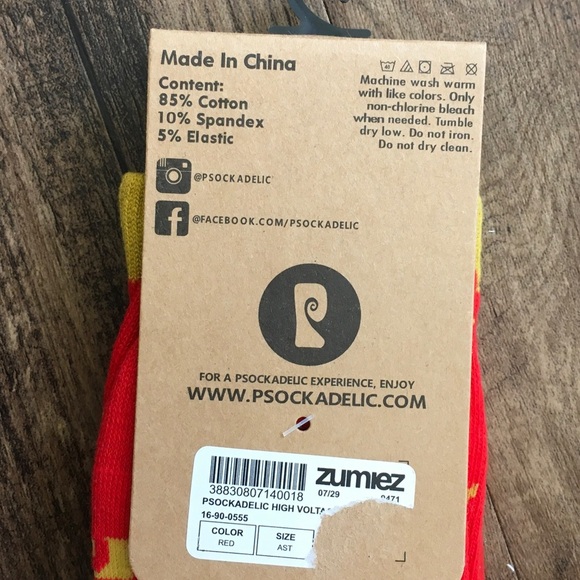 Made In China
Content:
85% Cotton
10% Spandex
5% Elastic
Machine wash warm
with like colors. Only
non-chlorine bleach
when needed. Tumble
dry low. Do not iron.
Do not dry clean.
@PSOCKADELIC
@FACEBOOK.COM/PSOCKADELIC
FOR A PSOCKADELIC EXPERIENCE, ENJOY
WWW.PSOCKADELIC.COM
zumiez
38830807140018
07/29
PSOCKADELIC HIGH
16-90-0555
COLOR
RED
SIZE
AST